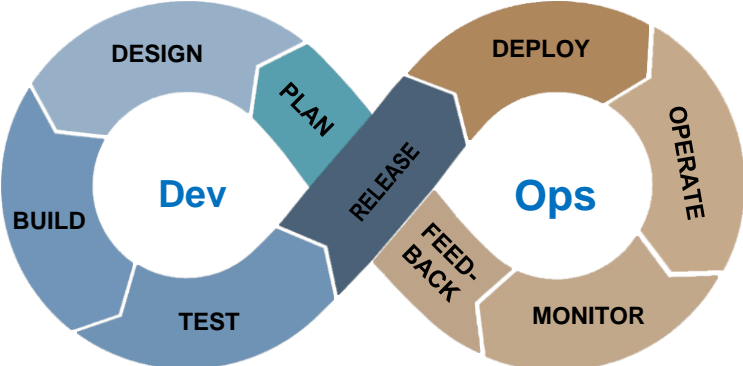 DESIGN
PLAN
DEPLOY
OPERATE
RELEASE
Dev
Ops
BUILD
FEED-
BACK
TEST
MONITOR